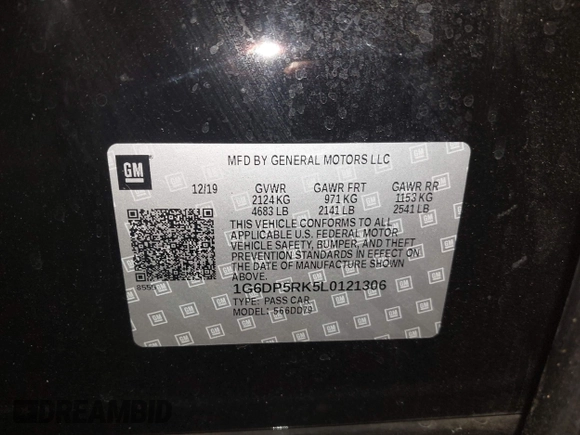 GM
MFD BY GENERAL MOTORS LLC
12/19 GVWR GAWR FRT GAWR RR
2124 KG 971 KG 1153 KG
4683 LB 2141 LB 2541 LB
THIS VEHICLE CONFORMS TO ALL
APPLICABLE U.S. FEDERAL MOTOR
VEHICLE SAFETY, BUMPER, AND THEFT
PREVENTION STANDARDS IN EFFECT ON
THE DATE OF MANUFACTURE SHOWN
ABOVE.
1G6DP5RK5L0121306
TYPE: PASS CAR
MODEL: 566DD79
DREAMBID